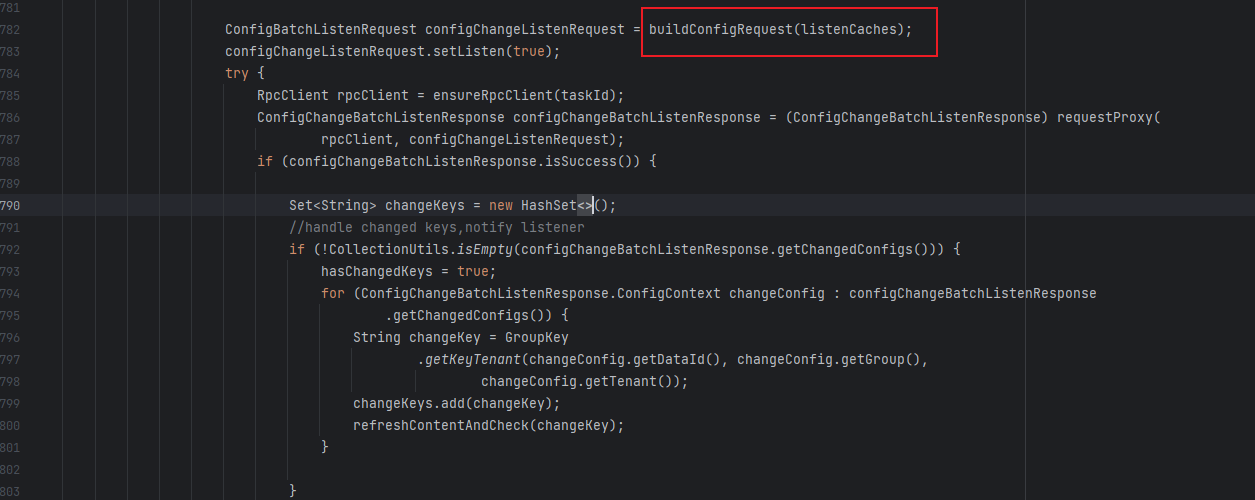 781
782 ConfigBatchListenRequest configChangeListenRequest = buildConfigRequest(listenCaches);
783 configChangeListenRequest.setListen(true);
784 try {
785 RpcClient rpcClient = ensureRpcClient(taskId);
786 ConfigChangeBatchListenResponse configChangeBatchListenResponse = (ConfigChangeBatchListenResponse) requestProxy(
787 rpcClient, configChangeListenRequest);
788 if (configChangeBatchListenResponse.isSuccess()) {
789
790 Set<String> changeKeys = new HashSet<>();
791 //handle changed keys,notify listener
792 if (!CollectionUtils.isEmpty(configChangeBatchListenResponse.getChangedConfigs())) {
793 hasChangedKeys = true;
794 for (ConfigChangeBatchListenResponse.ConfigContext changeConfig : configChangeBatchListenResponse
795 .getChangedConfigs()) {
796 String changeKey = GroupKey
797 .getKeyTenant(changeConfig.getDataId(), changeConfig.getGroup(),
798 changeConfig.getTenant());
799 changeKeys.add(changeKey);
800 refreshContentAndCheck(changeKey);
801 }
802
803 }